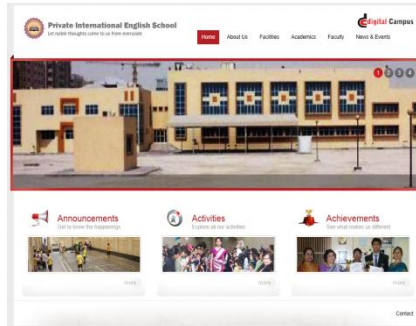 Private International English School
Let noble thoughts come to us from everyside
digital Campus
Home About Us Facilities Academics Faculty News & Events
1 2 3 4
Announcements
Get to know the happenings
Activities
Explore all our activities
Achievements
See what makes us different
more
more
more
Contact